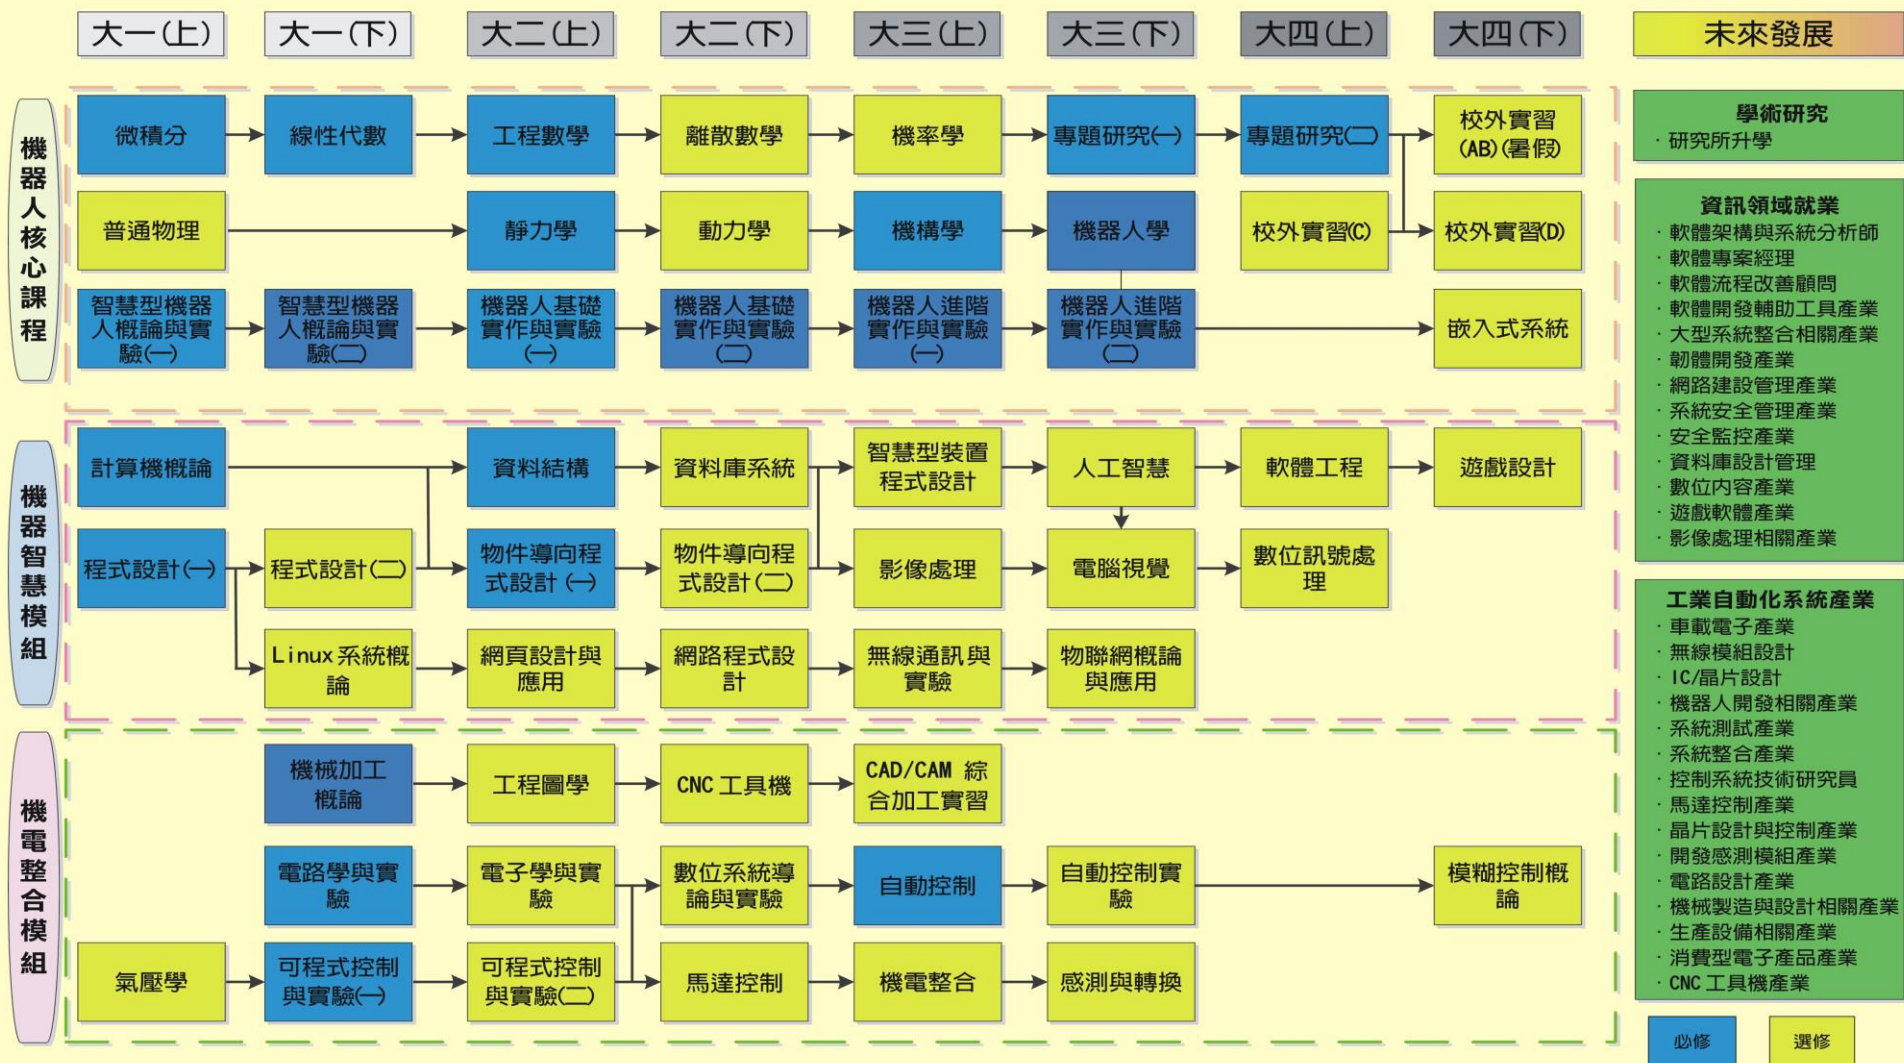 大一(上)
大一(下)
大二(上)
大二(下)
大三(上)
大三(下)
大四(上)
大四(下)
未來發展
機器人核心課程
微積分
線性代數
工程數學
離散數學
機率學
專題研究(一)
專題研究(二)
校外實習
(AB)(暑假)
普通物理
靜力學
動力學
機構學
機器人學
校外實習(C)
校外實習(D)
智慧型機器
人概論與實
驗(一)
智慧型機器
人概論與實
驗(二)
機器人基礎
實作與實驗
(一)
機器人基礎
實作與實驗
(二)
機器人進階
實作與實驗
(一)
機器人進階
實作與實驗
(二)
嵌入式系統
機器智慧模組
計算機概論
資料結構
資料庫系統
智慧型裝置
程式設計
人工智慧
軟體工程
遊戲設計
程式設計(一)
程式設計(二)
物件導向程
式設計(一)
物件導向程
式設計(二)
影像處理
電腦視覺
數位訊號處
理
Linux系統概
論
網頁設計與
應用
網路程式設
計
無線通訊與
實驗
物聯網概論
與應用
機電整合模組
機械加工
概論
工程圖學
CNC工具機
CAD/CAM 綜
合加工實習
電路學與實
驗
電子學與實
驗
數位系統導
論與實驗
自動控制
自動控制實
驗
模糊控制概
論
氣壓學
可程式控制
與實驗(一)
可程式控制
與實驗(二)
馬達控制
機電整合
感測與轉換
學術研究
·研究所升學
資訊領域就業
·軟體架構與系統分析師
·軟體專案經理
·軟體流程改善顧問
·軟體開發輔助工具產業
·大型系統整合相關產業
·韌體開發產業
·網路建設管理產業
·系統安全管理產業
·安全監控產業
·資料庫設計管理
·數位內容產業
·遊戲軟體產業
·影像處理相關產業
工業自動化系統產業
·車載電子產業
·無線模組設計
·IC/晶片設計
·機器人開發相關產業
·系統測試產業
·系統整合產業
·控制系統技術研究員
·馬達控制產業
·晶片設計與控制產業
·開發感測模組產業
·電路設計產業
·機械製造與設計相關產業
·生產設備相關產業
·消費型電子產品產業
·CNC工具機產業
必修
選修